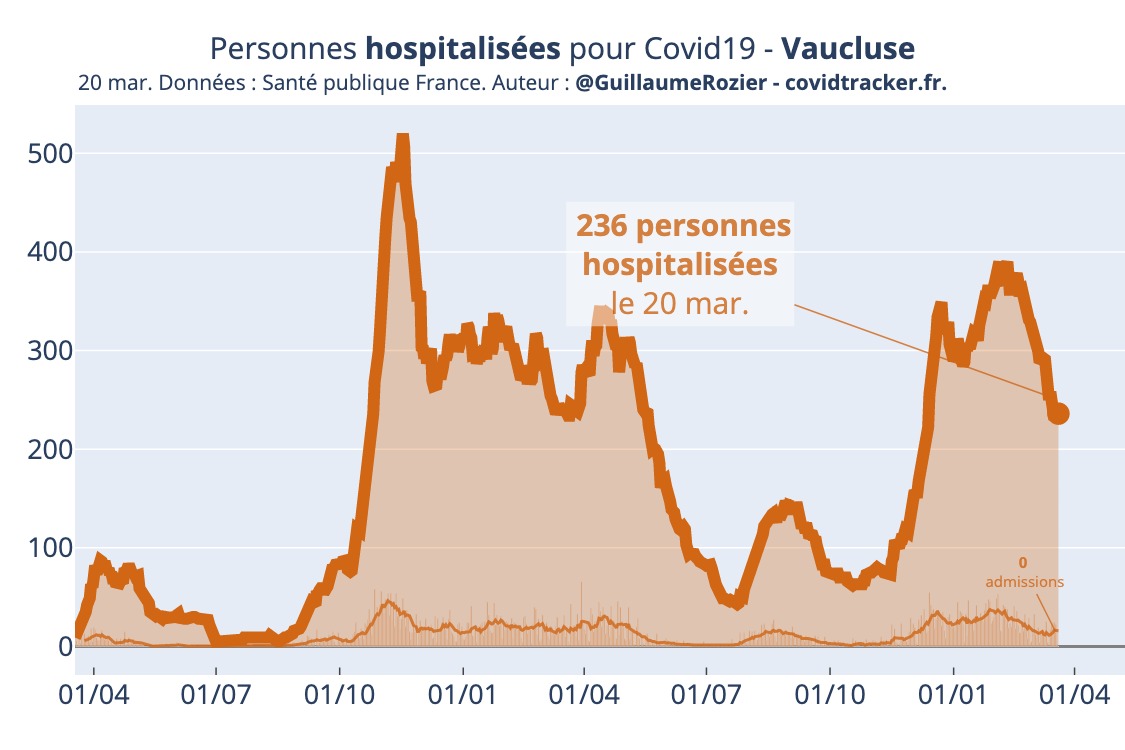 Personnes hospitalisées pour Covid19 - Vaucluse
20 mar. Données : Santé publique France. Auteur : @GuillaumeRozier - covidtracker.fr.
500
400
300
200
100
0
236 personnes
hospitalisées
le 20 mar.
0
admissions
01/04
01/07
01/10
01/01
01/04
01/07
01/10
01/01
01/04